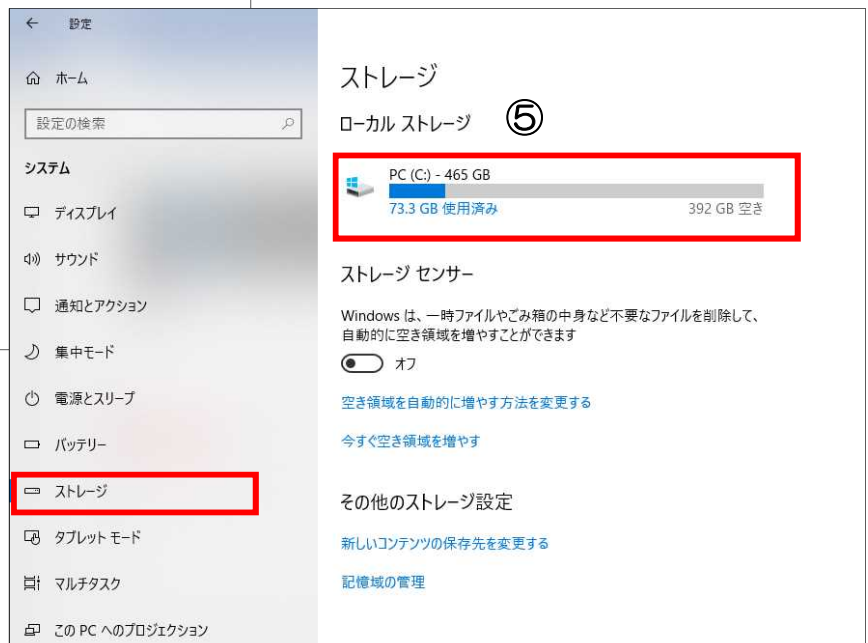 設定
ホーム
設定の検索
システム
ディスプレイ
サウンド
通知とアクション
集中モード
電源とスリープ
バッテリー
ストレージ
タブレット モード
マルチタスク
この PC へのプロジェクション
ストレージ
ローカル ストレージ ⑤
PC (C:) - 465 GB
73.3 GB 使用済み 392 GB 空き
ストレージ センサー
Windows は、一時ファイルやごみ箱の中身など不要なファイルを削除して、
自動的に空き領域を増やすことができます
オフ
空き領域を自動的に増やす方法を変更する
今すぐ空き領域を増やす
その他のストレージ設定
新しいコンテンツの保存先を変更する
記憶域の管理